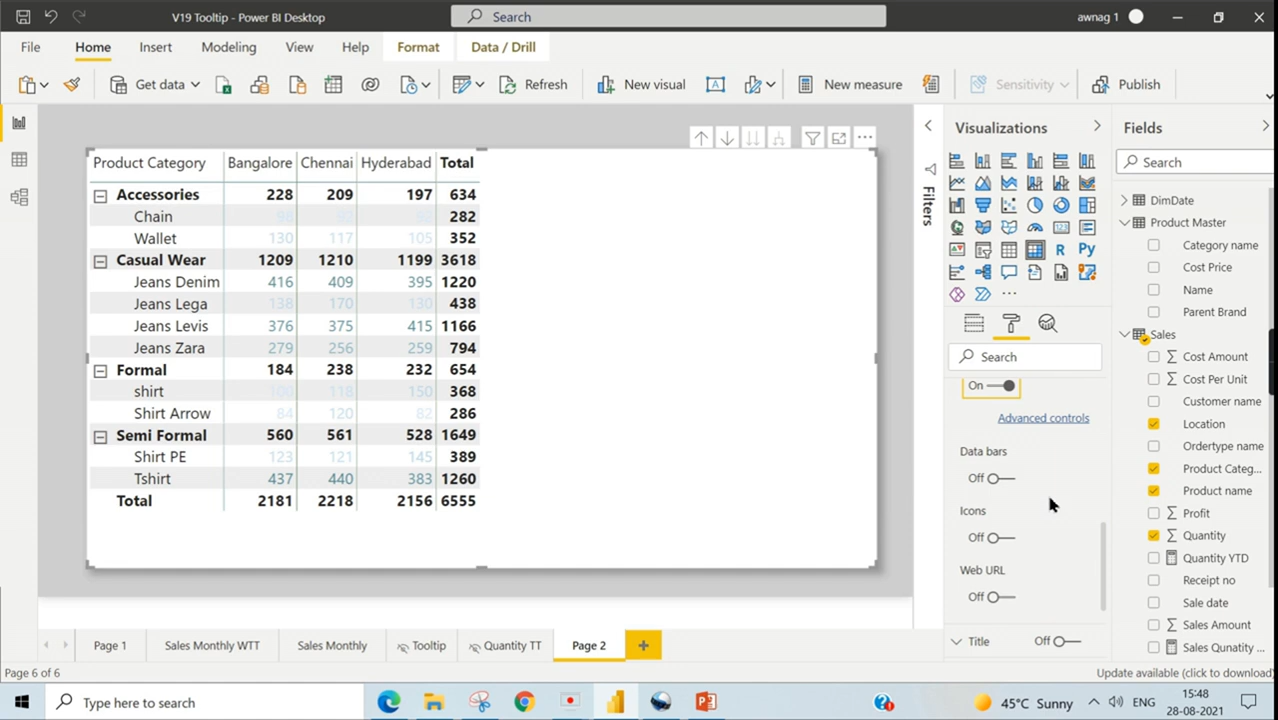 V19 Tooltip - Power BI Desktop
Search
awnag 1
File Home Insert Modeling View Help Format Data / Drill
Get data Refresh New visual New measure Sensitivity Publish
Product Category Bangalore Chennai Hyderabad Total
Accessories 228 209 197 634
Chain 282
Wallet 130 117 105 352
Casual Wear 1209 1210 1199 3618
Jeans Denim 416 409 395 1220
Jeans Lega 138 170 130 438
Jeans Levis 376 375 415 1166
Jeans Zara 279 256 259 794
Formal 184 238 232 654
shirt 100 118 150 368
Shirt Arrow 84 120 82 286
Semi Formal 560 561 528 1649
Shirt PE 123 121 145 389
Tshirt 437 440 383 1260
Total 2181 2218 2156 6555
Filters
Visualizations
R
Py
Search
On
Advanced controls
Data bars
Off
Icons
Off
Web URL
Off
Title Off
Fields
Search
DimDate
Product Master
Category name
Cost Price
Name
Parent Brand
Sales
Cost Amount
Cost Per Unit
Customer name
Location
Ordertype name
Product Categ...
Product name
Profit
Quantity
Quantity YTD
Receipt no
Sale date
Sales Amount
Sales Qunatity ...
Page 1 Sales Monthly WTT Sales Monthly Tooltip Quantity TT Page 2
Page 6 of 6
Update available (click to download)
Type here to search
45°C Sunny
ENG
15:48
28-08-2021